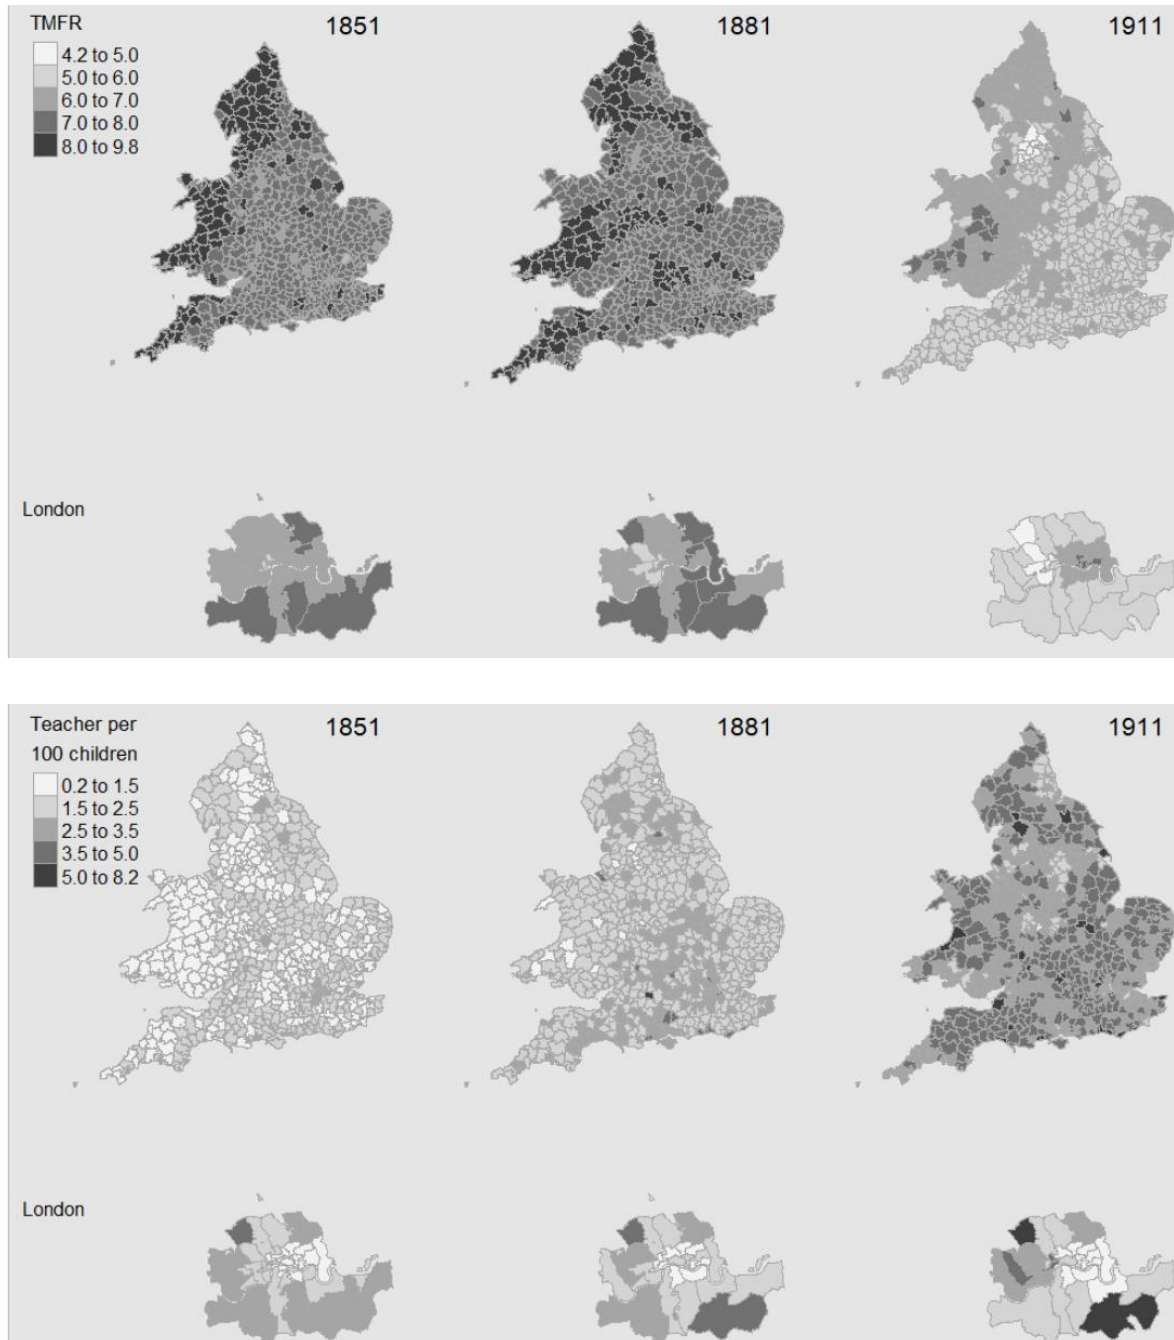 TMFR
1851
1881
1911
4.2 to 5.0
5.0 to 6.0
6.0 to 7.0
7.0 to 8.0
8.0 to 9.8
London
Teacher per
100 children
1851
1881
1911
0.2 to 1.5
1.5 to 2.5
2.5 to 3.5
3.5 to 5.0
5.0 to 8.2
London